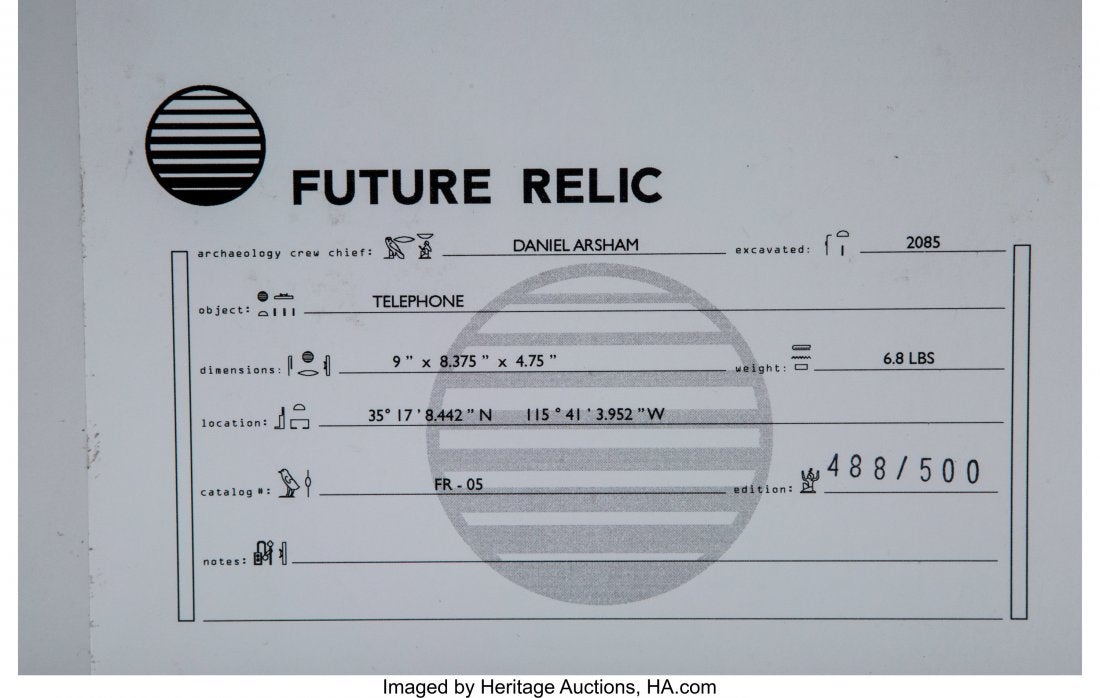 FUTURE RELIC
archaeology crew chief: DANIEL ARSHAM excavated: 2085
object: TELEPHONE
dimensions: 9" x 8.375" x 4.75" weight: 6.8 LBS
location: 35° 17' 8.442" N 115° 41' 3.952" W
catalog #: FR - 05 edition: 488/500
notes:
Imaged by Heritage Auctions, HA.com